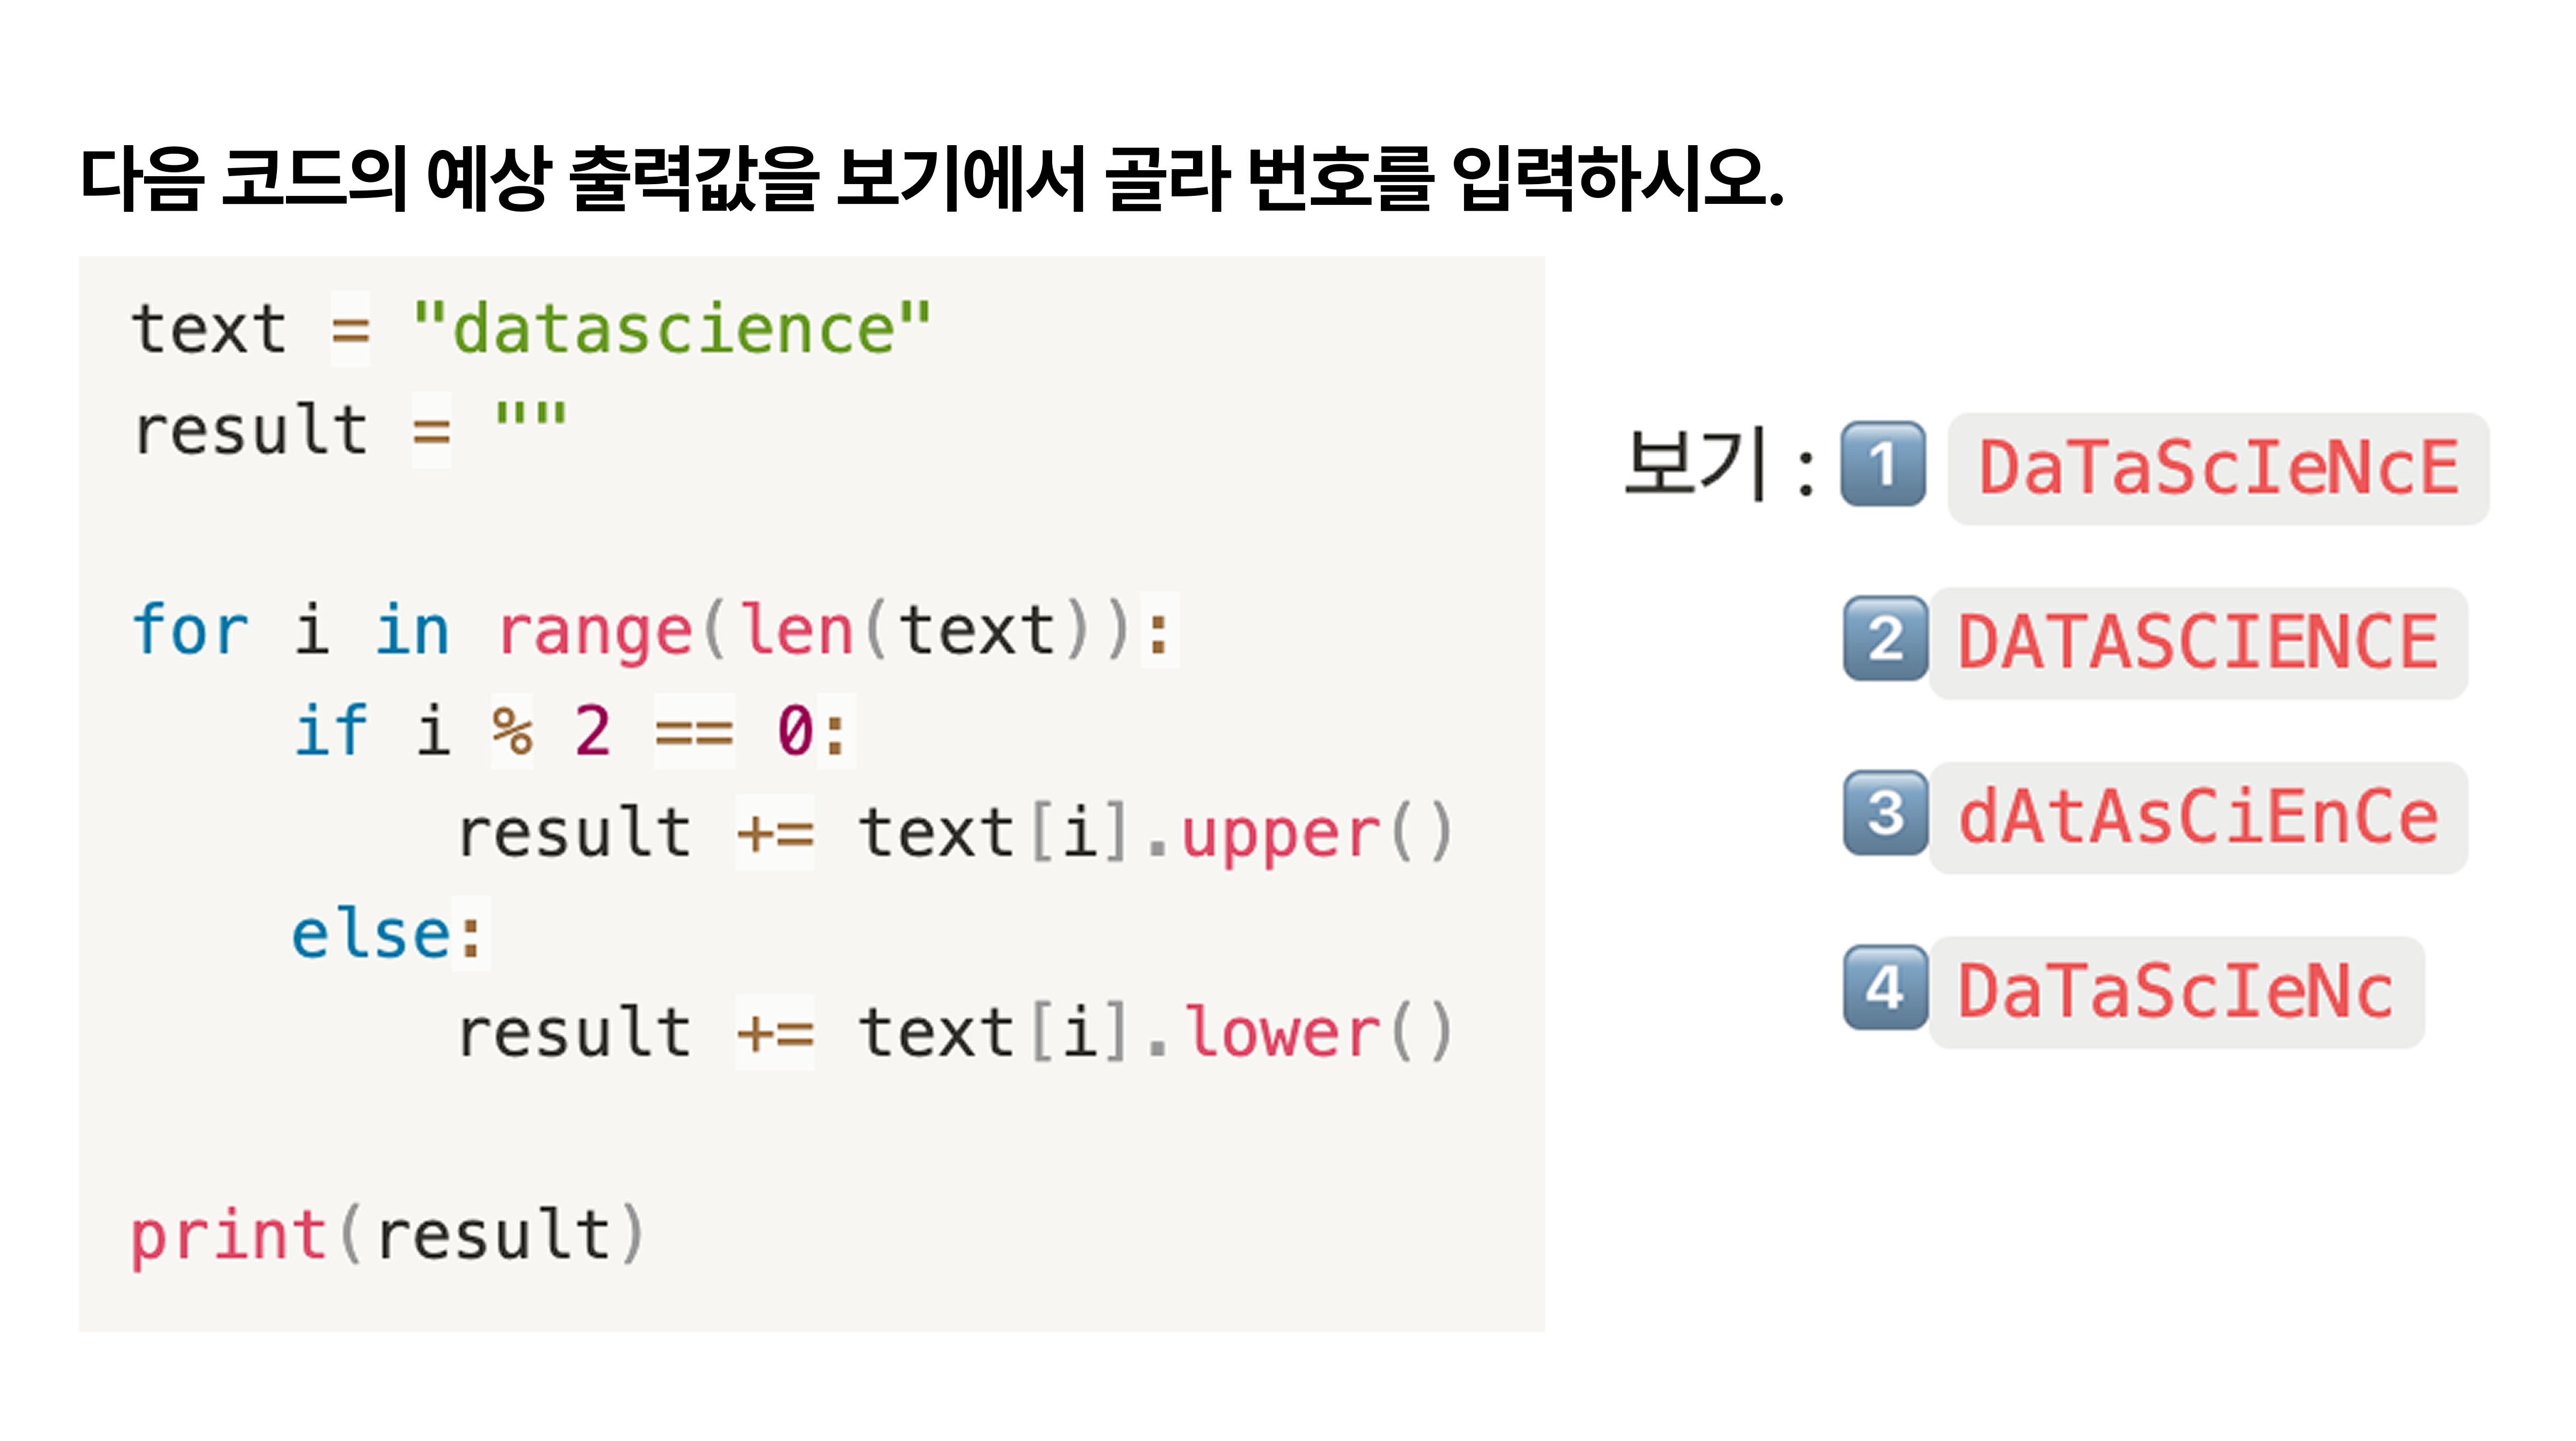 다음 코드의 예상 출력값을 보기에서 골라 번호를 입력하시오.
text = "datascience"
result = ""
for i in range(len(text)):
    if i % 2 == 0:
        result += text[i].upper()
    else:
        result += text[i].lower()
print(result)
보기 : 1 DaTaScIeNcE
2 DATASCIENCE
3 dAtAsCiEnCe
4 DaTaScIeNc